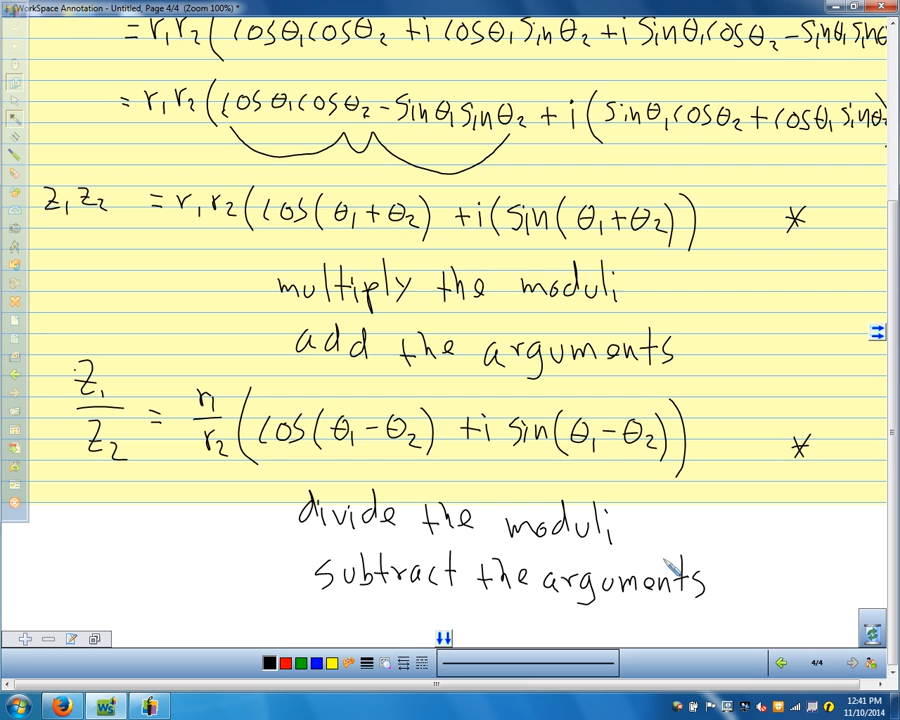 WorkSpace Annotation - Untitled, Page 4/4 (Zoom 100%) *
= r₁r₂(cosθ₁cosθ₂ + i cosθ₁sinθ₂ + i sinθ₁cosθ₂ - sinθ₁sinθ
= r₁r₂(cosθ₁cosθ₂ - sinθ₁sinθ₂ + i(sinθ₁cosθ₂ + cosθ₁sinθ₂
z₁z₂ = r₁r₂(cos(θ₁+θ₂) + i(sin(θ₁+θ₂)) *
multiply the moduli
add the arguments
z₁/z₂ = r₁/r₂(cos(θ₁-θ₂) + i sin(θ₁-θ₂)) *
divide the moduli
subtract the arguments
4/4
12:41 PM
11/10/2014